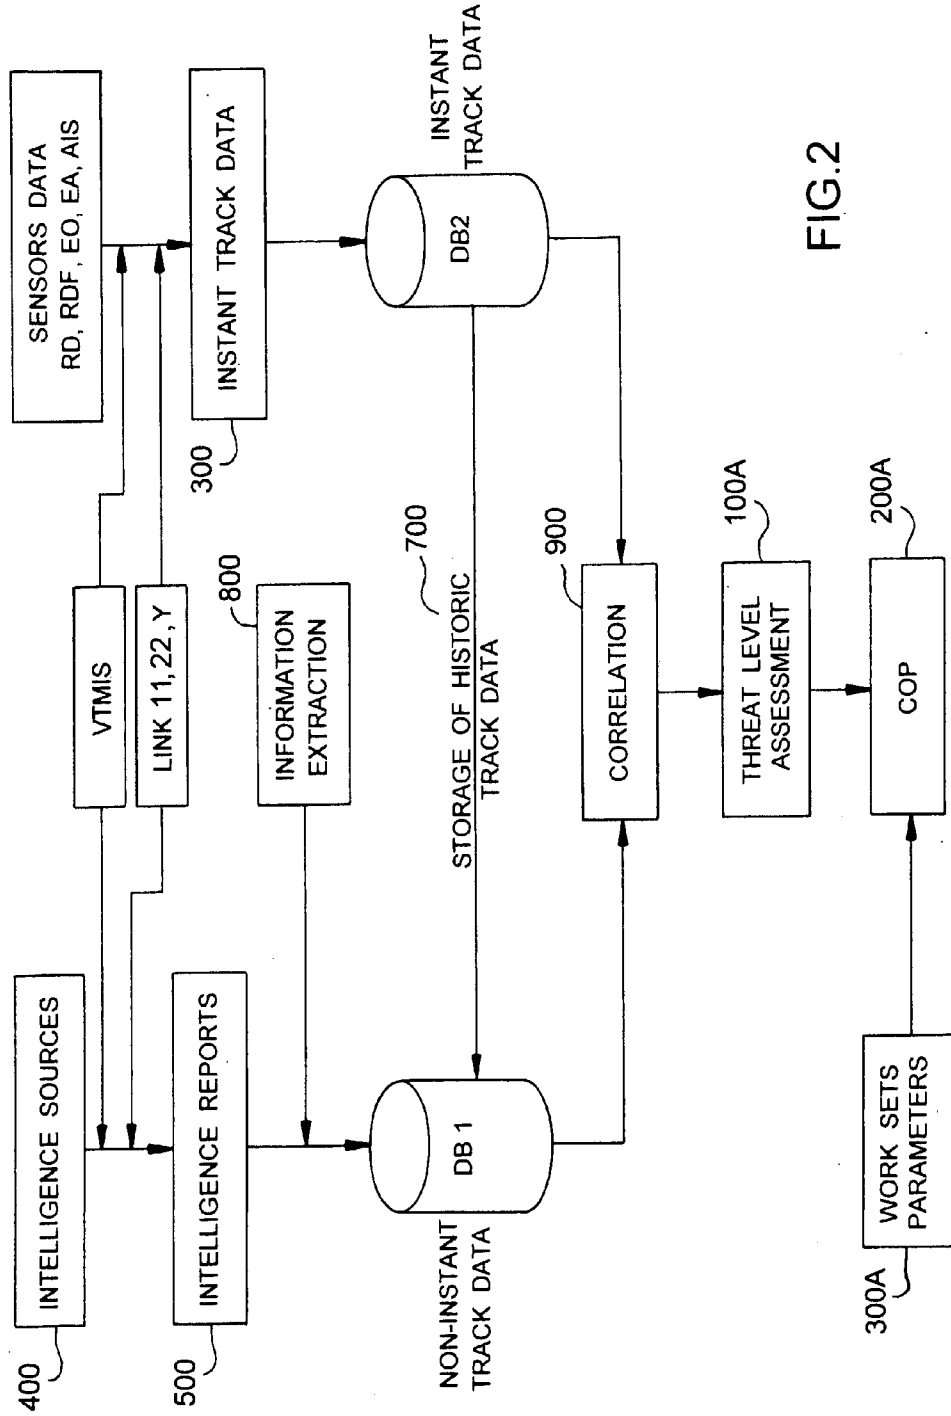 INTELLIGENCE SOURCES
400
VTMIS
SENSORS DATA
RD, RDF, EO, EA, AIS
LINK 11,22,Y
INTELLIGENCE REPORTS
500
INSTANT TRACK DATA
300
INFORMATION
EXTRACTION
800
NON-INSTANT
TRACK DATA
DB 1
STORAGE OF HISTORIC
TRACK DATA
700
DB2
INSTANT
TRACK DATA
CORRELATION
900
THREAT LEVEL
ASSESSMENT
100A
WORK SETS
PARAMETERS
300A
COP
200A
FIG.2